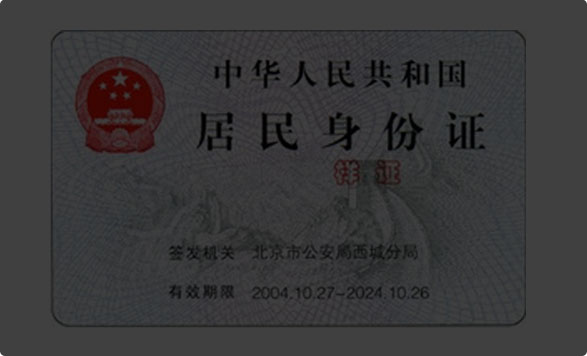 中华人民共和国
居民身份证
样 证
签发机关 北京市公安局西城分局
有效期限 2004.10.27-2024.10.26